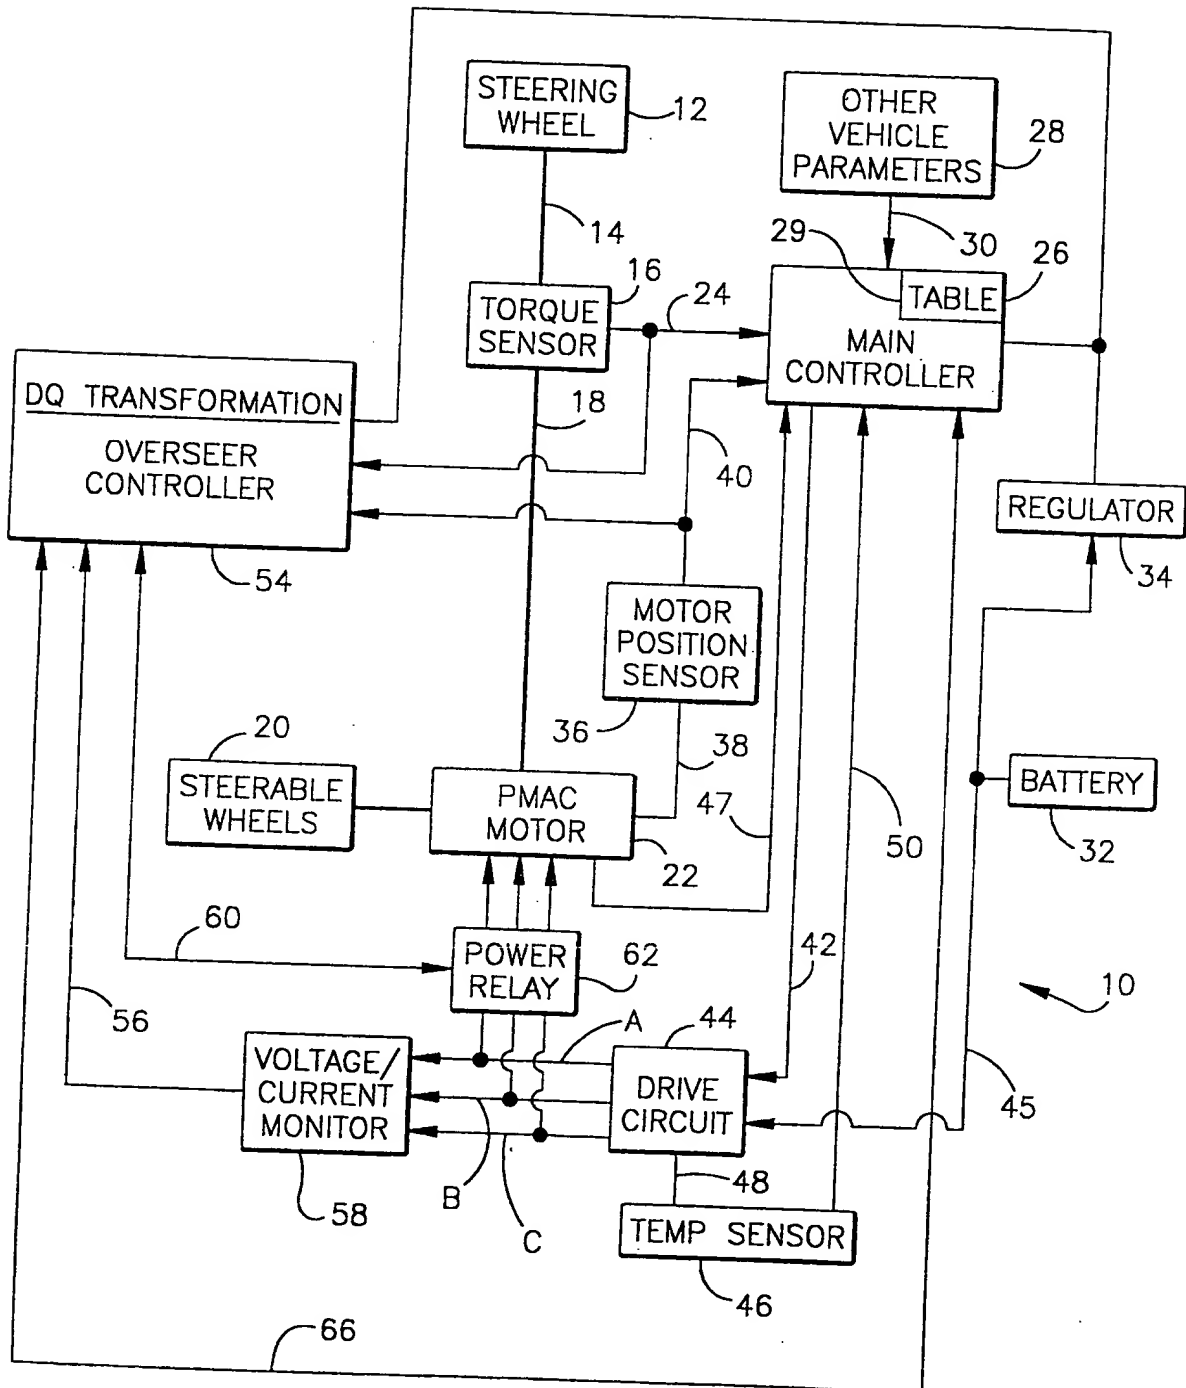 STEERING
WHEEL
12
OTHER
VEHICLE
PARAMETERS
28
14
30
29
26
TABLE
16
24
TORQUE
SENSOR
MAIN
CONTROLLER
DQ TRANSFORMATION
OVERSEER
CONTROLLER
18
40
REGULATOR
34
54
MOTOR
POSITION
SENSOR
36
38
20
STEERABLE
WHEELS
PMAC
MOTOR
22
47
50
BATTERY
32
60
POWER
RELAY
62
42
10
56
A
44
VOLTAGE/
CURRENT
MONITOR
DRIVE
CIRCUIT
45
B
C
58
48
TEMP SENSOR
46
66